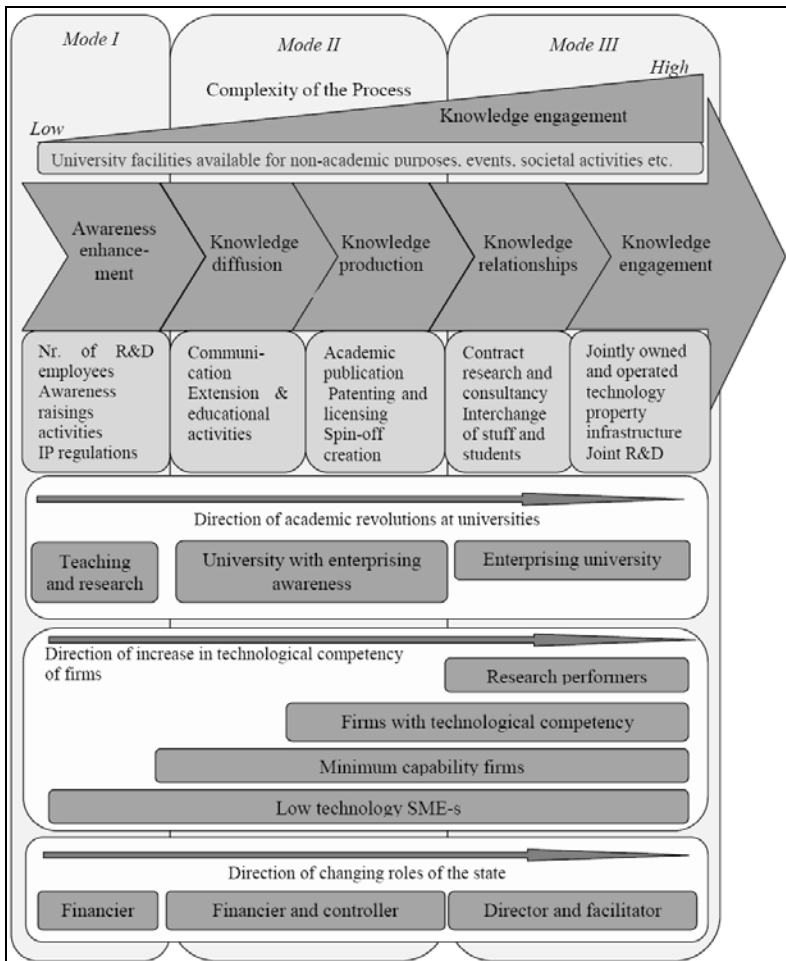 Mode I
Mode II
Mode III
Complexity of the Process
High
Low
Knowledge engagement
University facilities available for non-academic purposes, events, societal activities etc.
Awareness
enhance-
ment
Knowledge
diffusion
Knowledge
production
Knowledge
relationships
Knowledge
engagement
Nr. of R&D
employees
Awareness
raisings
activities
IP regulations
Communi-
cation
Extension &
educational
activities
Academic
publication
Patenting and
licensing
Spin-off
creation
Contract
research and
consultancy
Interchange
of stuff and
students
Jointly owned
and operated
technology
property
infrastructure
Joint R&D
Direction of academic revolutions at universities
Teaching
and research
University with enterprising
awareness
Enterprising university
Direction of increase in technological competency
of firms
Research performers
Firms with technological competency
Minimum capability firms
Low technology SME-s
Direction of changing roles of the state
Financier
Financier and controller
Director and facilitator